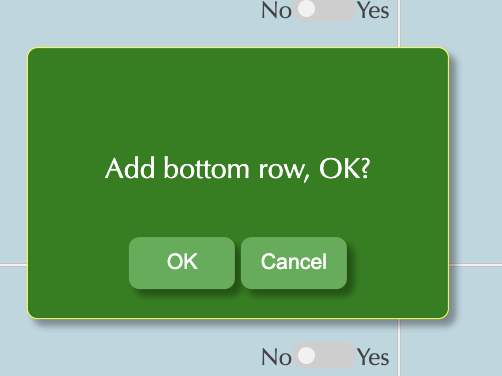 No Yes
Add bottom row, OK?
OK Cancel
No Yes